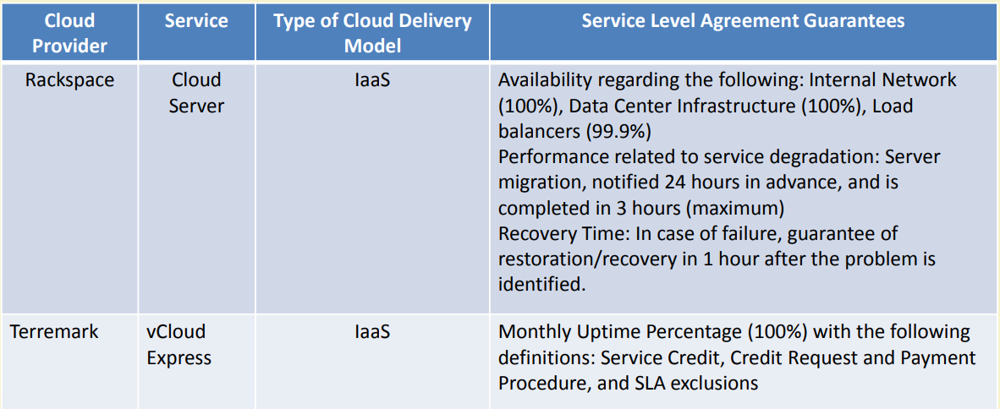 Cloud Provider
Service
Type of Cloud Delivery Model
Service Level Agreement Guarantees
Rackspace
Cloud
Server
IaaS
Availability regarding the following: Internal Network
(100%), Data Center Infrastructure (100%), Load
balancers (99.9%)
Performance related to service degradation: Server
migration, notified 24 hours in advance, and is
completed in 3 hours (maximum)
Recovery Time: In case of failure, guarantee of
restoration/recovery in 1 hour after the problem is
identified.
Terremark
vCloud
Express
IaaS
Monthly Uptime Percentage (100%) with the following
definitions: Service Credit, Credit Request and Payment
Procedure, and SLA exclusions